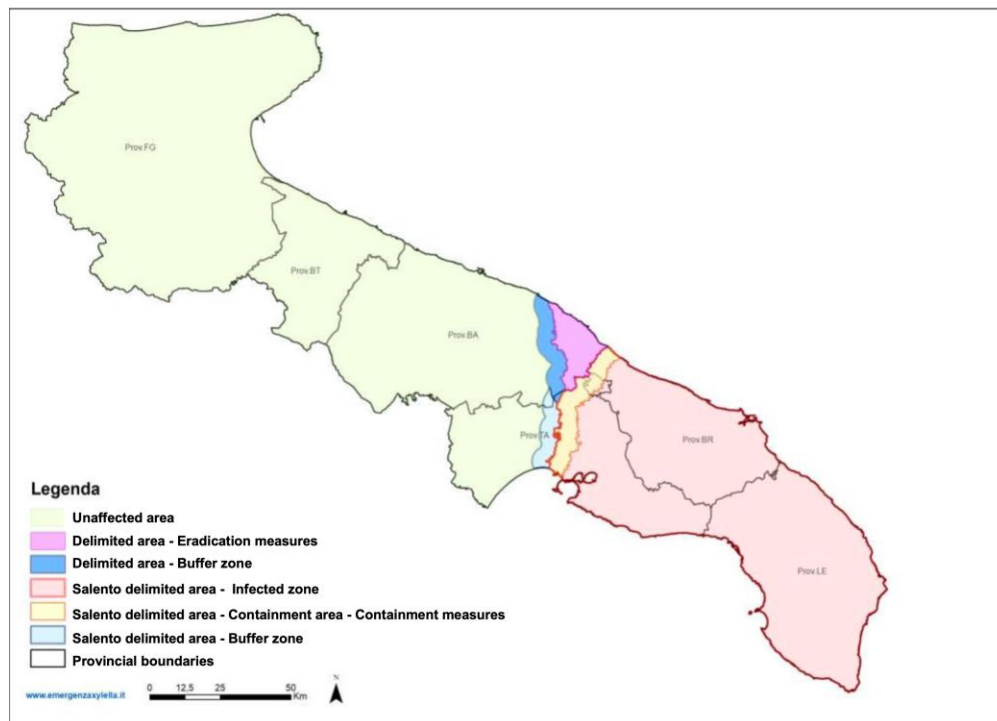 Prov.FG
Prov.BT
Prov.BA
Prov.TA
Prov.BR
Prov.LE
Legenda
Unaffected area
Delimited area - Eradication measures
Delimited area - Buffer zone
Salento delimited area - Infected zone
Salento delimited area - Containment area - Containment measures
Salento delimited area - Buffer zone
Provincial boundaries
www.emergenzaxylella.it
0 12,5 25 50
Km
N